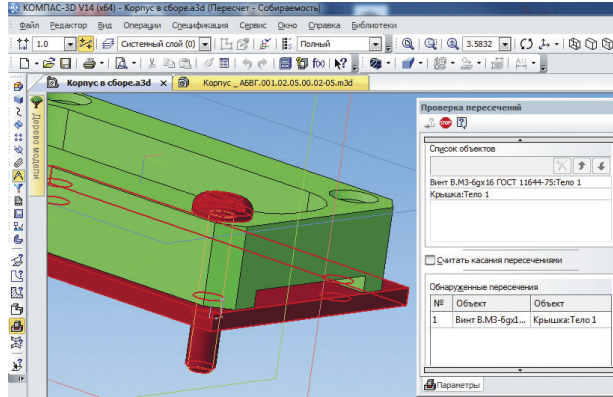 КОМПАС-3D V14 (x64) - Корпус в сборе.a3d (Пересчет - Собираемость)
Файл Редактор Вид Операции Спецификация Сервис Окно Справка Библиотеки
1.0 Системный слой (0) Полный 3.5832
f(x)
Корпус в сборе.a3d Корпус _ АБВГ.001.02.05.00.02-05.m3d
Дерево модели
Проверка пересечений
STOP
Список объектов
Винт B.M3-6gx16 ГОСТ 11644-75:Тело 1
Крышка:Тело 1
Считать касания пересечениями
Обнаруженные пересечения
№ Объект Объект
1 Винт B.M3-6gx1... Крышка:Тело 1
Параметры